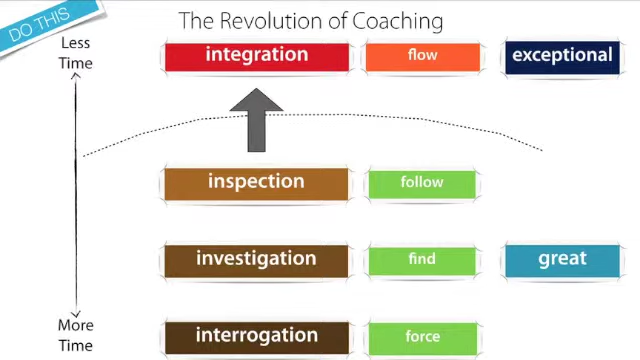 DO THIS
The Revolution of Coaching
Less
Time
integration
flow
exceptional
inspection
follow
investigation
find
great
interrogation
force
More
Time